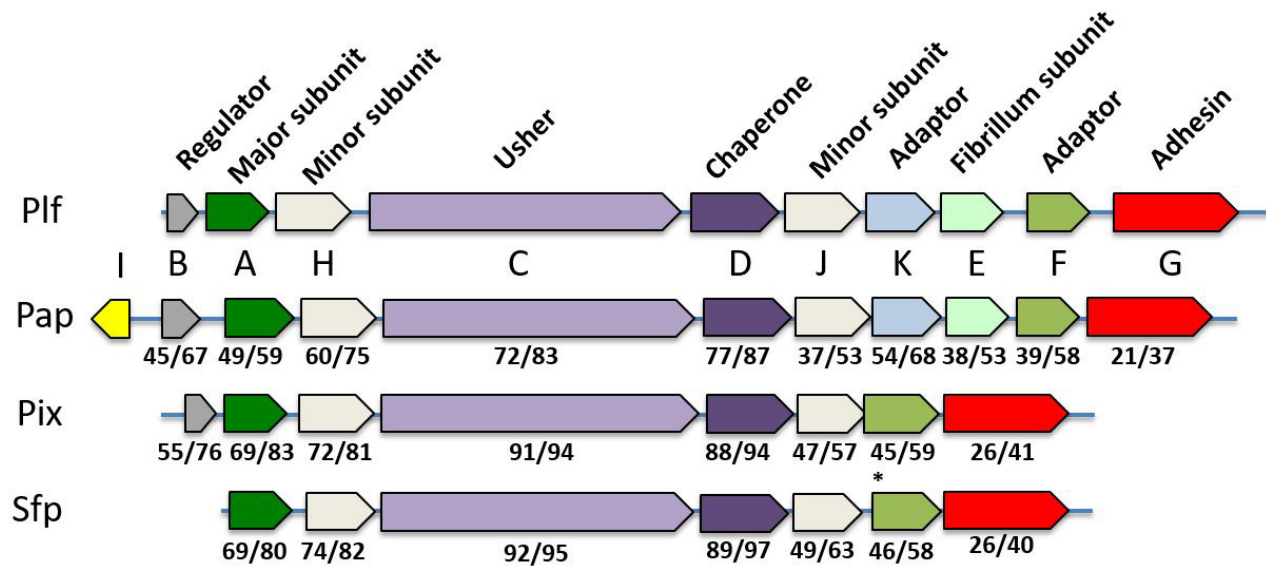 Regulator
Major subunit
Minor subunit
Usher
Chaperone
Minor subunit
Adaptor
Fibrillum subunit
Adaptor
Adhesin
Plf
I B A H C D J K E F G
Pap
45/67 49/59 60/75 72/83 77/87 37/53 54/68 38/53 39/58 21/37
Pix
55/76 69/83 72/81 91/94 88/94 47/57 45/59 26/41
*
Sfp
69/80 74/82 92/95 89/97 49/63 46/58 26/40